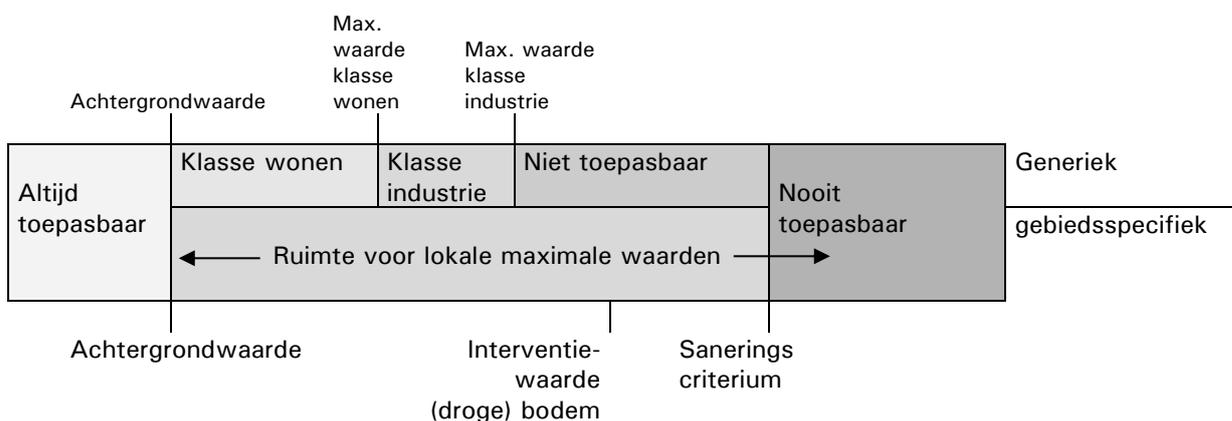 Max.
waarde
klasse
wonen
Max. waarde
klasse
industrie
Achtergrondwaarde
Altijd
toepasbaar
Klasse wonen
Klasse
industrie
Niet toepasbaar
Nooit
toepasbaar
Generiek
gebiedsspecifiek
Ruimte voor lokale maximale waarden
Achtergrondwaarde
Interventie-
waarde
(droge) bodem
Sanerings
criterium